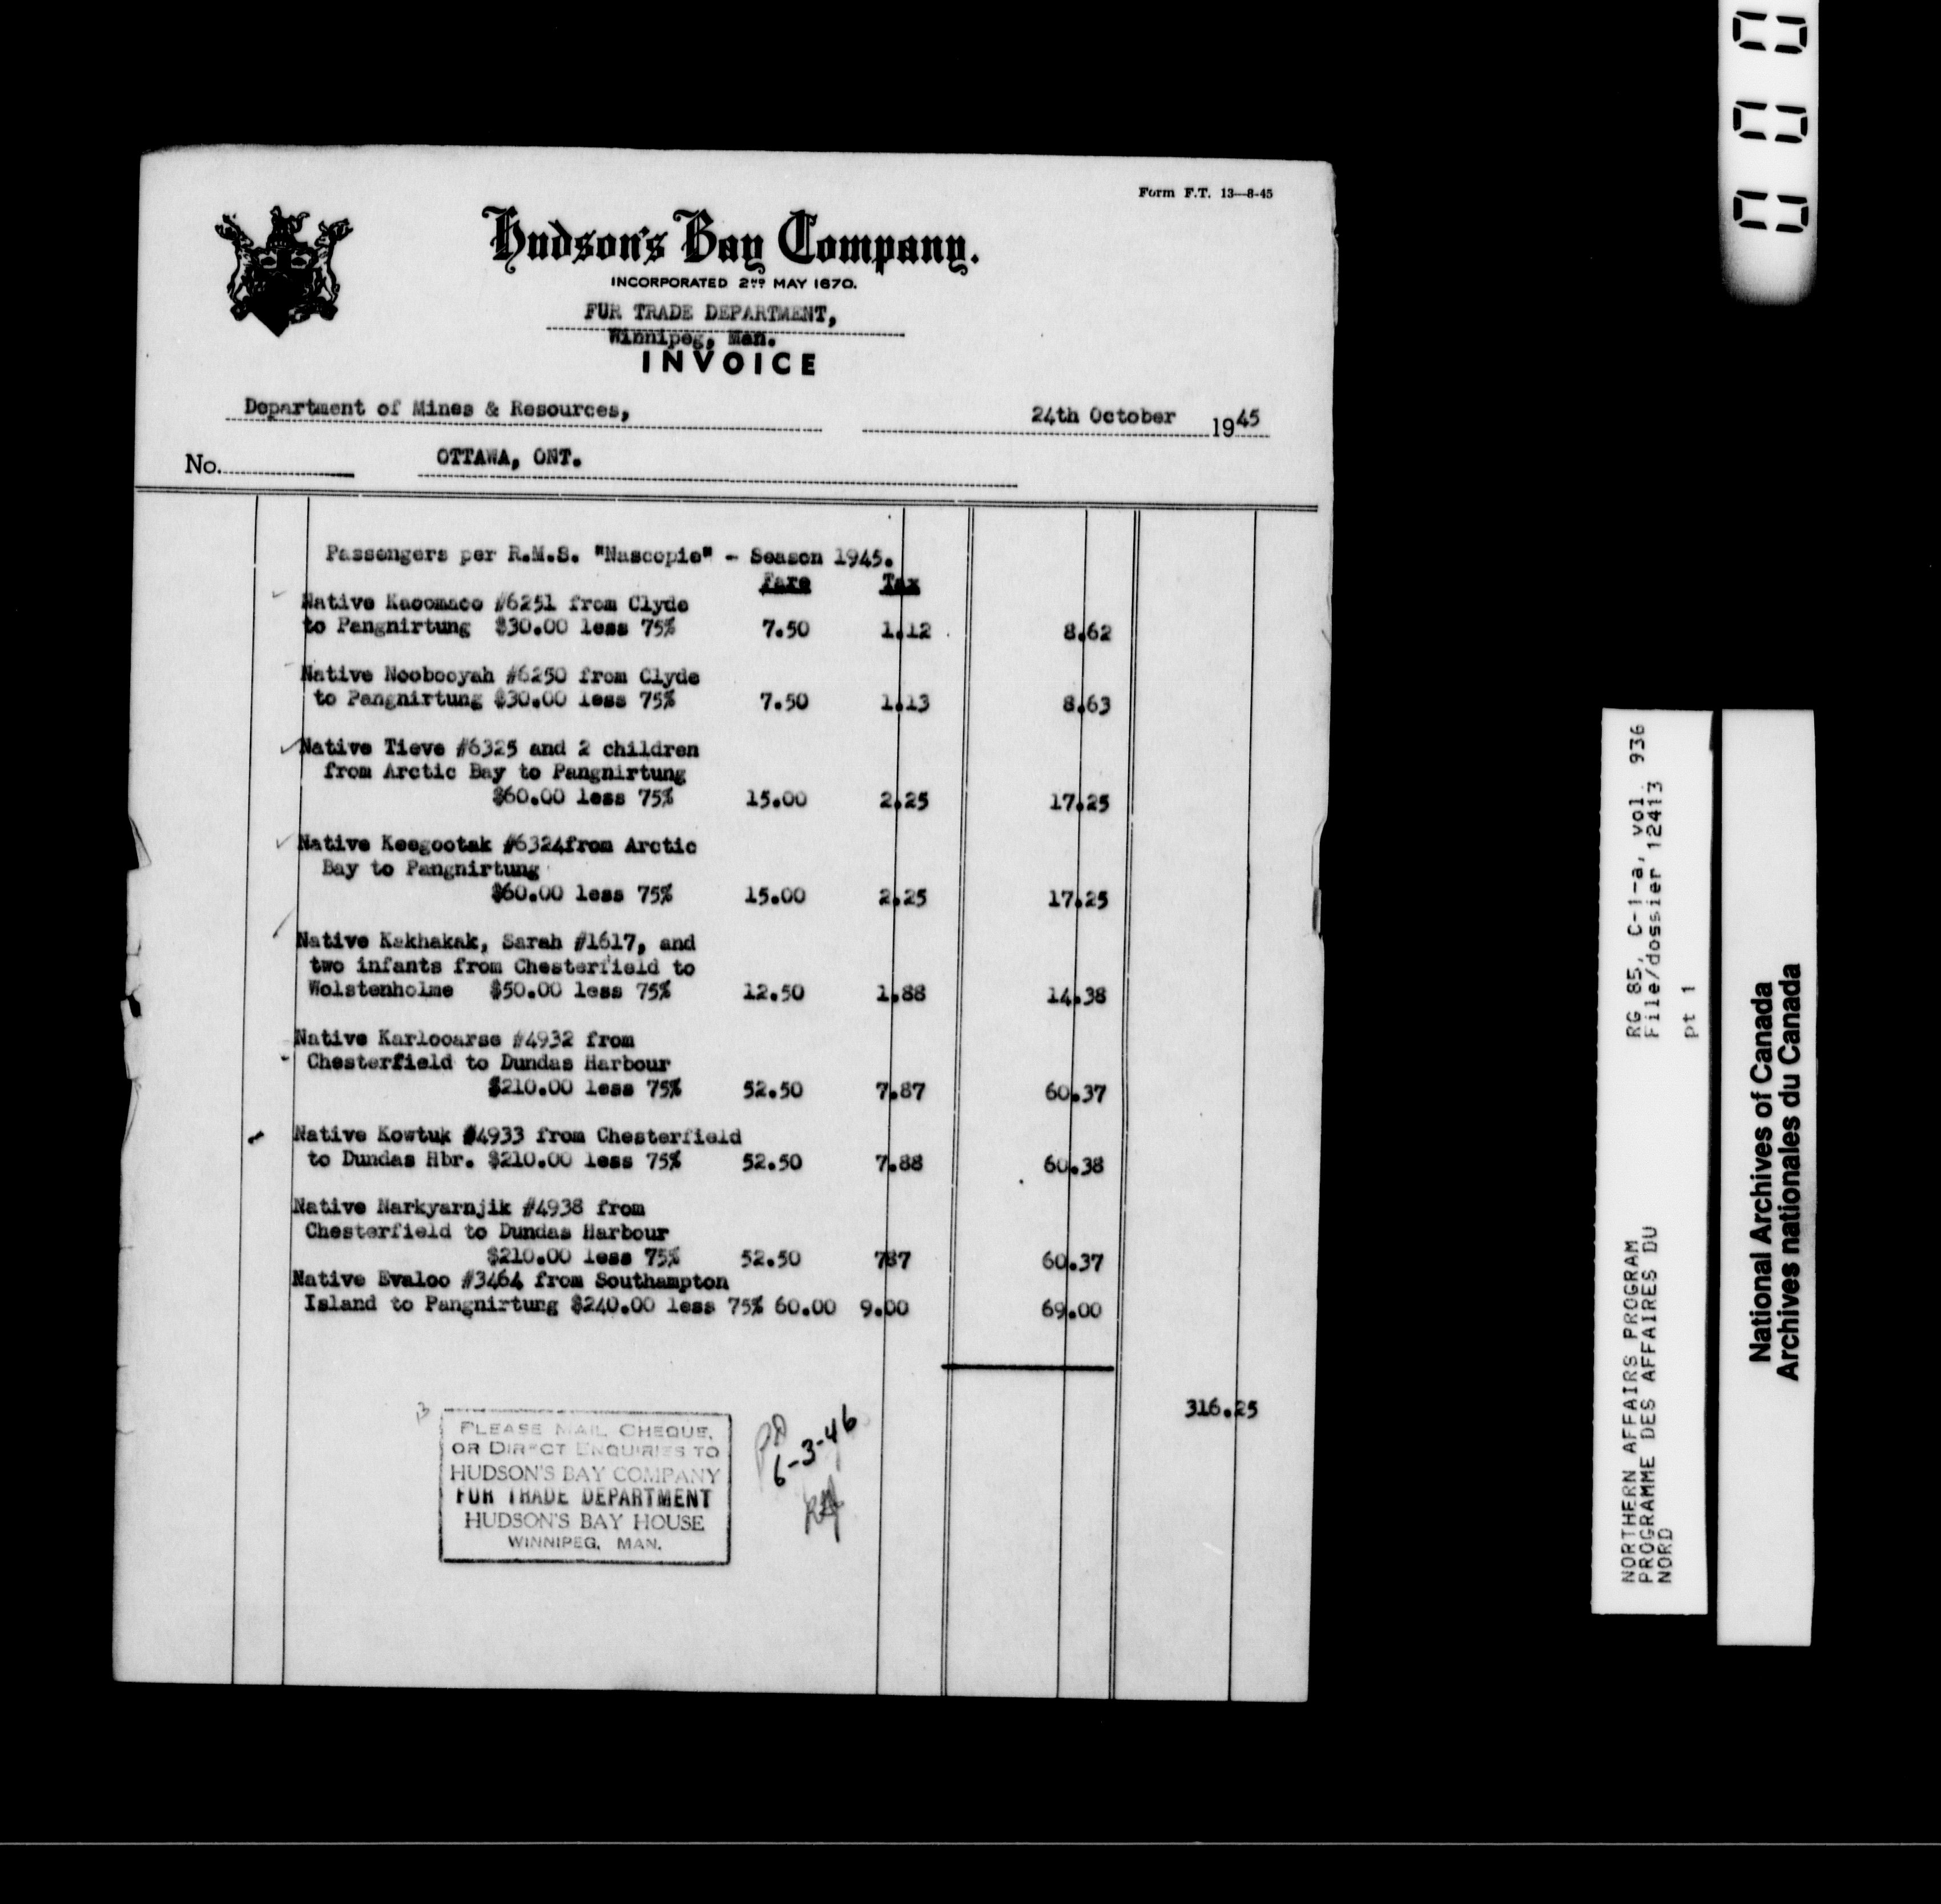 Form F.T. 13—8-45
Hudson's Bay Company.
INCORPORATED 2ND MAY 1670.
FUR TRADE DEPARTMENT,
Winnipeg, Man.
INVOICE
Department of Mines & Resources,
24th October 1945
No. OTTAWA, ONT.
Passengers per R.M.S. "Nascopie" - Season 1945.
Fare Tax
Native Kaoomaco #6251 from Clyde
to Pangnirtung $30.00 less 75% 7.50 1.12 8.62
Native Noobooyah #6250 from Clyde
to Pangnirtung $30.00 less 75% 7.50 1.13 8.63
Native Tieve #6325 and 2 children
from Arctic Bay to Pangnirtung
$60.00 less 75% 15.00 2.25 17.25
Native Keegootak #6324from Arctic
Bay to Pangnirtung
$60.00 less 75% 15.00 2.25 17.25
Native Kakhakak, Sarah #1617, and
two infants from Chesterfield to
Wolstenholme $50.00 less 75% 12.50 1.88 14.38
Native Karlooarse #4932 from
Chesterfield to Dundas Harbour
$210.00 less 75% 52.50 7.87 60.37
Native Kowtuk #4933 from Chesterfield
to Dundas Hbr. $210.00 less 75% 52.50 7.88 60.38
Native Narkyarnjik #4938 from
Chesterfield to Dundas Harbour
$210.00 less 75% 52.50 787 60.37
Native Evaloo #3464 from Southampton
Island to Pangnirtung $240.00 less 75% 60.00 9.00 69.00
316.25
PLEASE MAIL CHEQUE,
OR DIRECT ENQUIRIES TO
HUDSON'S BAY COMPANY
FUR TRADE DEPARTMENT
HUDSON'S BAY HOUSE
WINNIPEG, MAN.
6-3-46
RG 85, C-1-a, vol. 936
File/dossier 12413
pt 1
NORTHERN AFFAIRS PROGRAM
PROGRAMME DES AFFAIRES DU
NORD
National Archives of Canada
Archives nationales du Canada
000